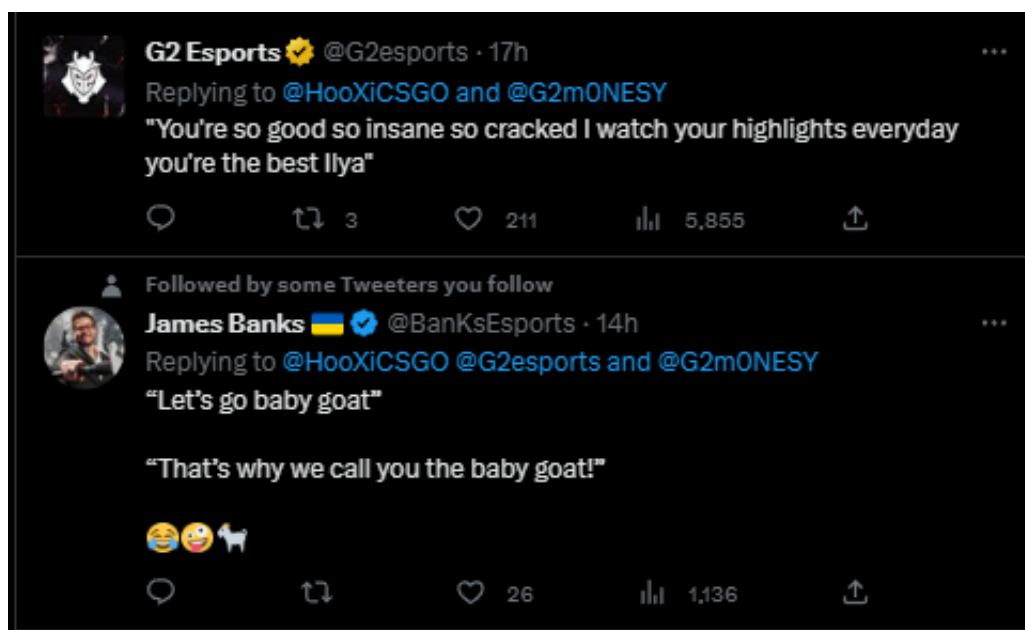 G2 Esports @G2esports · 17h
Replying to @HooXiCSGO and @G2m0NESY
"You're so good so insane so cracked I watch your highlights everyday
you're the best Ilya"
3 211 5,855
Followed by some Tweeters you follow
James Banks 🇺🇦 @BanKsEsports · 14h
Replying to @HooXiCSGO @G2esports and @G2m0NESY
“Let’s go baby goat”
“That’s why we call you the baby goat!”
😂🤪🐐
26 1,136